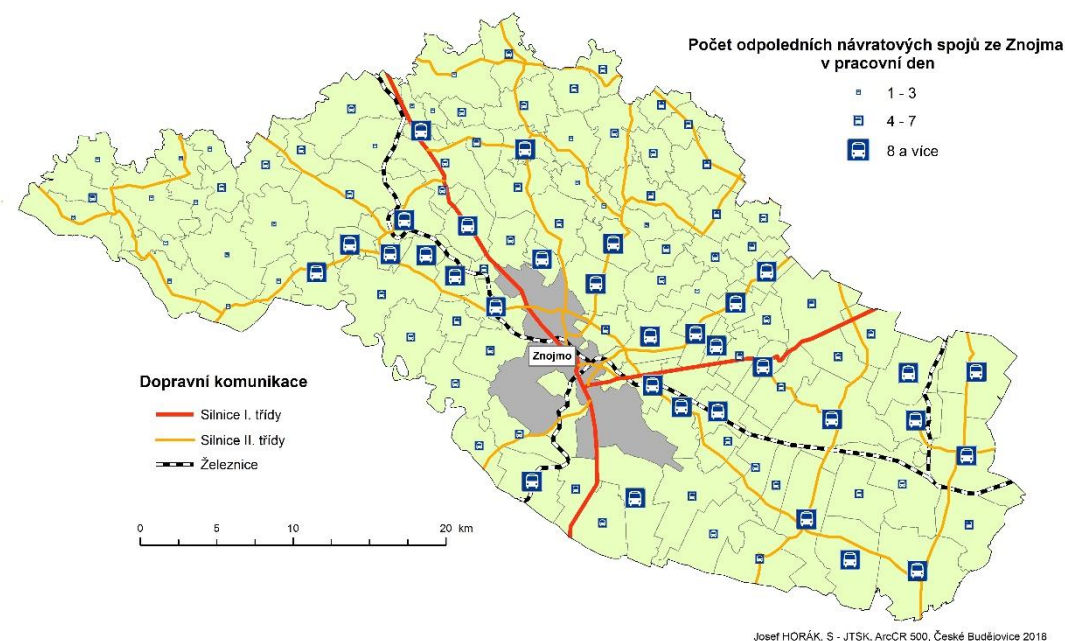 Počet odpoledních návratových spojů ze Znojma
v pracovní den
1 - 3
4 - 7
8 a více
Znojmo
Dopravní komunikace
Silnice I. třídy
Silnice II. třídy
Železnice
0 5 10 20 km
Josef HORÁK, S - JTSK, ArcCR 500, České Budějovice 2018